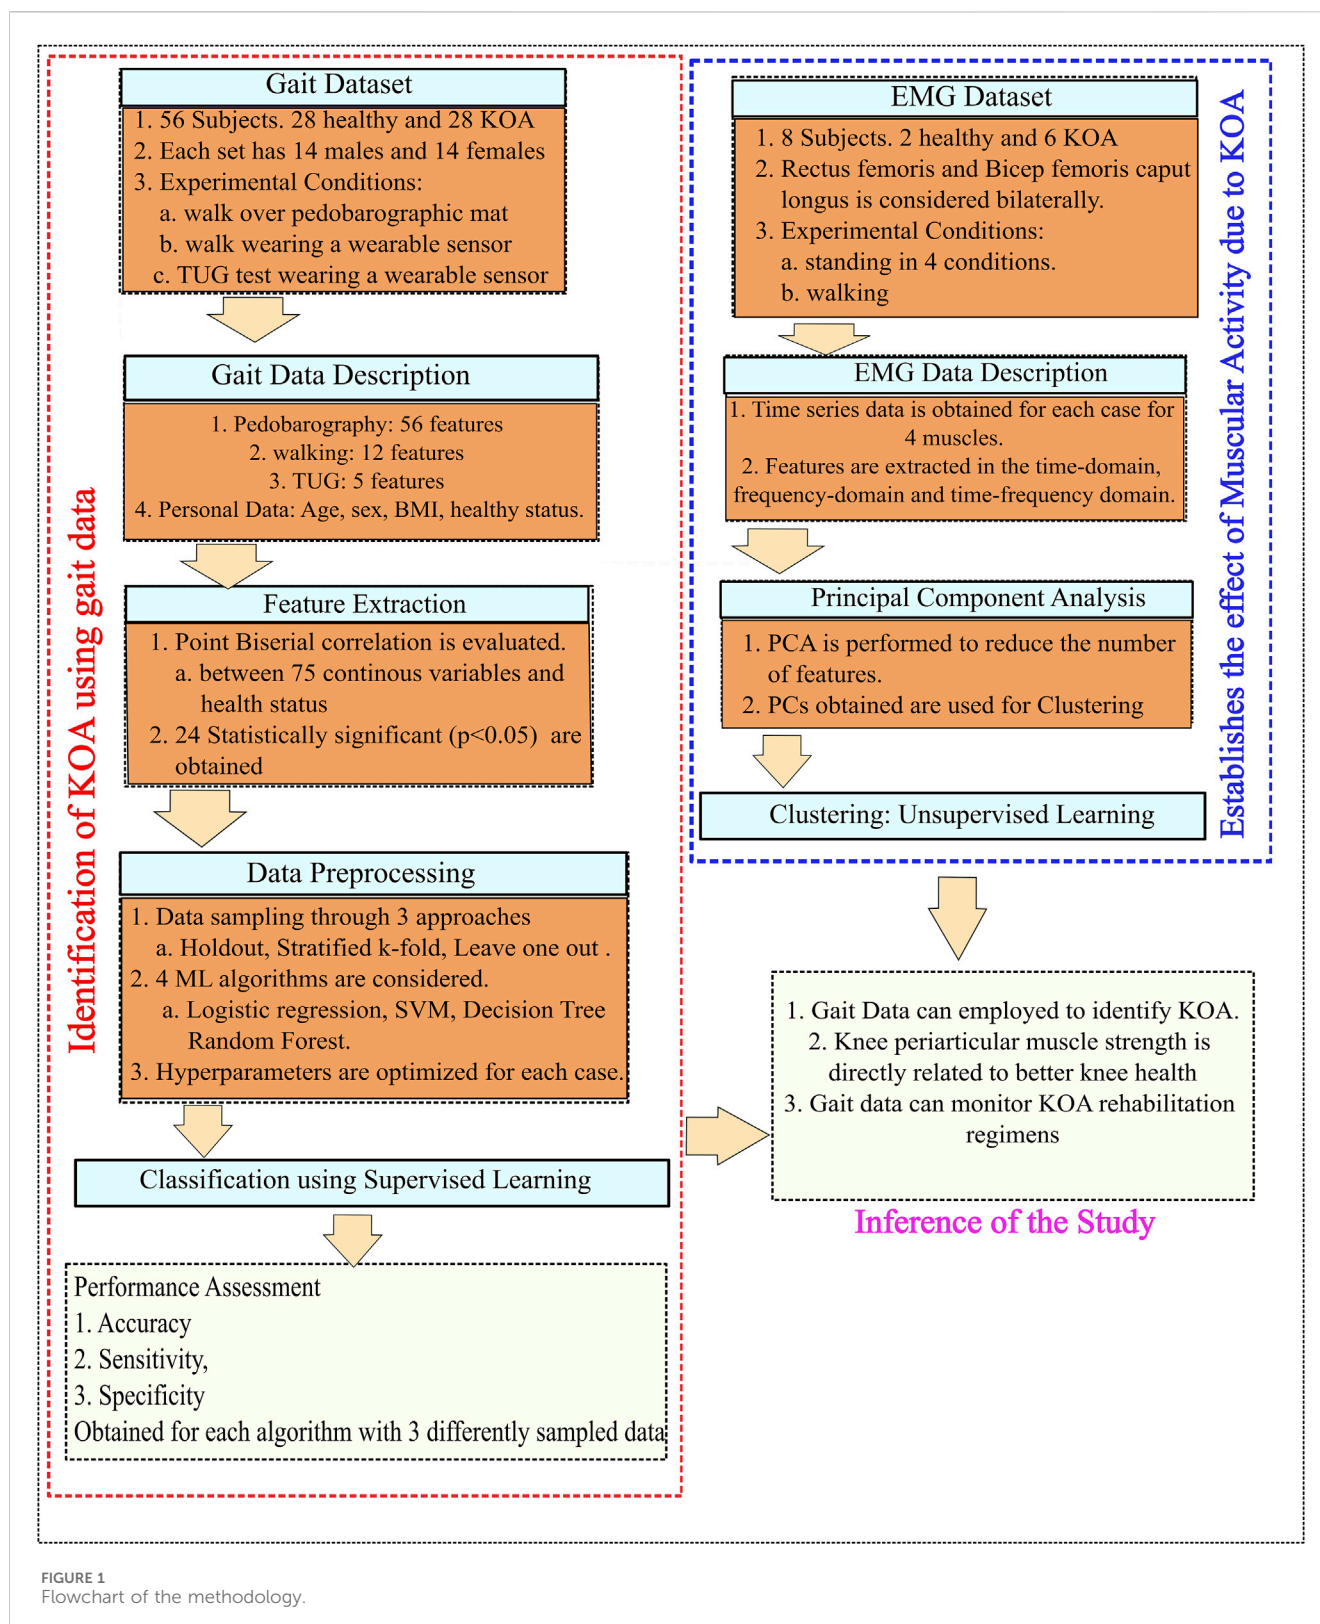 Gait Dataset
1. 56 Subjects. 28 healthy and 28 KOA
2. Each set has 14 males and 14 females
3. Experimental Conditions:
a. walk over pedobarographic mat
b. walk wearing a wearable sensor
c. TUG test wearing a wearable sensor
Gait Data Description
1. Pedobarography: 56 features
2. walking: 12 features
3. TUG: 5 features
4. Personal Data: Age, sex, BMI, healthy status.
Feature Extraction
1. Point Biserial correlation is evaluated.
a. between 75 continous variables and
health status
2. 24 Statistically significant (p<0.05) are
obtained
Data Preprocessing
1. Data sampling through 3 approaches
a. Holdout, Stratified k-fold, Leave one out .
2. 4 ML algorithms are considered.
a. Logistic regression, SVM, Decision Tree
Random Forest.
3. Hyperparameters are optimized for each case.
Classification using Supervised Learning
Performance Assessment
1. Accuracy
2. Sensitivity,
3. Specificity
Obtained for each algorithm with 3 differently sampled data
Identification of KOA using gait data
EMG Dataset
1. 8 Subjects. 2 healthy and 6 KOA
2. Rectus femoris and Bicep femoris caput
longus is considered bilaterally.
3. Experimental Conditions:
a. standing in 4 conditions.
b. walking
EMG Data Description
1. Time series data is obtained for each case for
4 muscles.
2. Features are extracted in the time-domain,
frequency-domain and time-frequency domain.
Principal Component Analysis
1. PCA is performed to reduce the number
of features.
2. PCs obtained are used for Clustering
Clustering: Unsupervised Learning
Establishes the effect of Muscular Activity due to KOA
1. Gait Data can employed to identify KOA.
2. Knee periarticular muscle strength is
directly related to better knee health
3. Gait data can monitor KOA rehabilitation
regimens
Inference of the Study
FIGURE 1
Flowchart of the methodology.